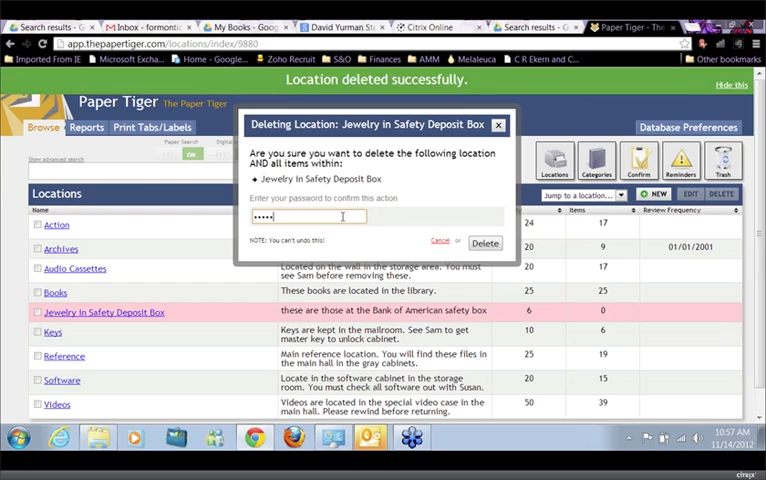 Search results -
Inbox - formontic
My Books - Google
David Yurman Ste
Citrix Online
Search results -
Paper Tiger - The
app.thepapertiger.com/locations/index/9880
Imported From IE
Microsoft Exchan...
Home - Google...
Zoho Recruit
S&O
Finances
AMM
Melaleuca
C R Ekern and C...
Other bookmarks
Location deleted successfully.
Hide this
Paper Tiger The Paper Tiger
Browse
Reports
Print Tabs/Labels
Database Preferences
Paper Search
ON
Show advanced search
Locations
Categories
Confirm
Reminders
Trash
Deleting Location: Jewelry in Safety Deposit Box
Are you sure you want to delete the following location
AND all items within:
Jewelry in Safety Deposit Box
Enter your password to confirm this action
•••••
NOTE: You can't undo this!
Cancel or Delete
Locations
Jump to a location...
NEW
EDIT
DELETE
Name
Items
Review Frequency
Action 24 17
Archives 20 9 01/01/2001
Audio Cassettes Located on the wall in the storage area. You must 20 17
see Sam before removing these.
Books These books are located in the library. 25 25
Jewelry in Safety Deposit Box these are those at the Bank of American safety box 6 0
Keys Keys are kept in the mailroom. See Sam to get 10 6
master key to unlock cabinet.
Reference Main reference location. You will find these files in 25 19
the main hall in the gray cabinets.
Software Locate in the software cabinet in the storage 20 15
room. You must check all software out with Susan.
Videos Videos are located in the special video case in the 50 39
main hall. Please rewind before returning.
10:57 AM
11/14/2012
citrix